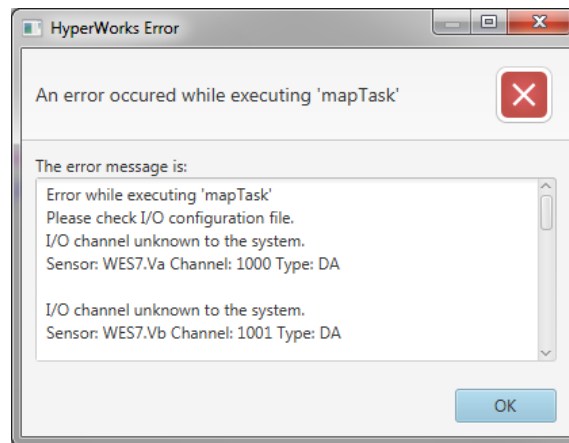 HyperWorks Error
An error occured while executing 'mapTask'
The error message is:
Error while executing 'mapTask'
Please check I/O configuration file.
I/O channel unknown to the system.
Sensor: WES7.Va Channel: 1000 Type: DA
I/O channel unknown to the system.
Sensor: WES7.Vb Channel: 1001 Type: DA
OK